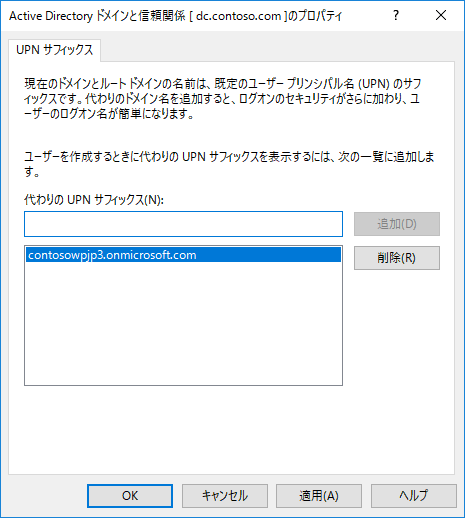 Active Directory ドメインと信頼関係 [ dc.contoso.com ]のプロパティ
?
UPN サフィックス
現在のドメインとルート ドメインの名前は、既定のユーザー プリンシパル名 (UPN) のサフ
ィックスです。代わりのドメイン名を追加すると、ログオンのセキュリティがさらに加わり、ユ
ーザーのログオン名が簡単になります。
ユーザーを作成するときに代わりの UPN サフィックスを表示するには、次の一覧に追加しま
す。
代わりの UPN サフィックス(N):
追加(D)
contosowpjp3.onmicrosoft.com
削除(R)
OK
キャンセル
適用(A)
ヘルプ